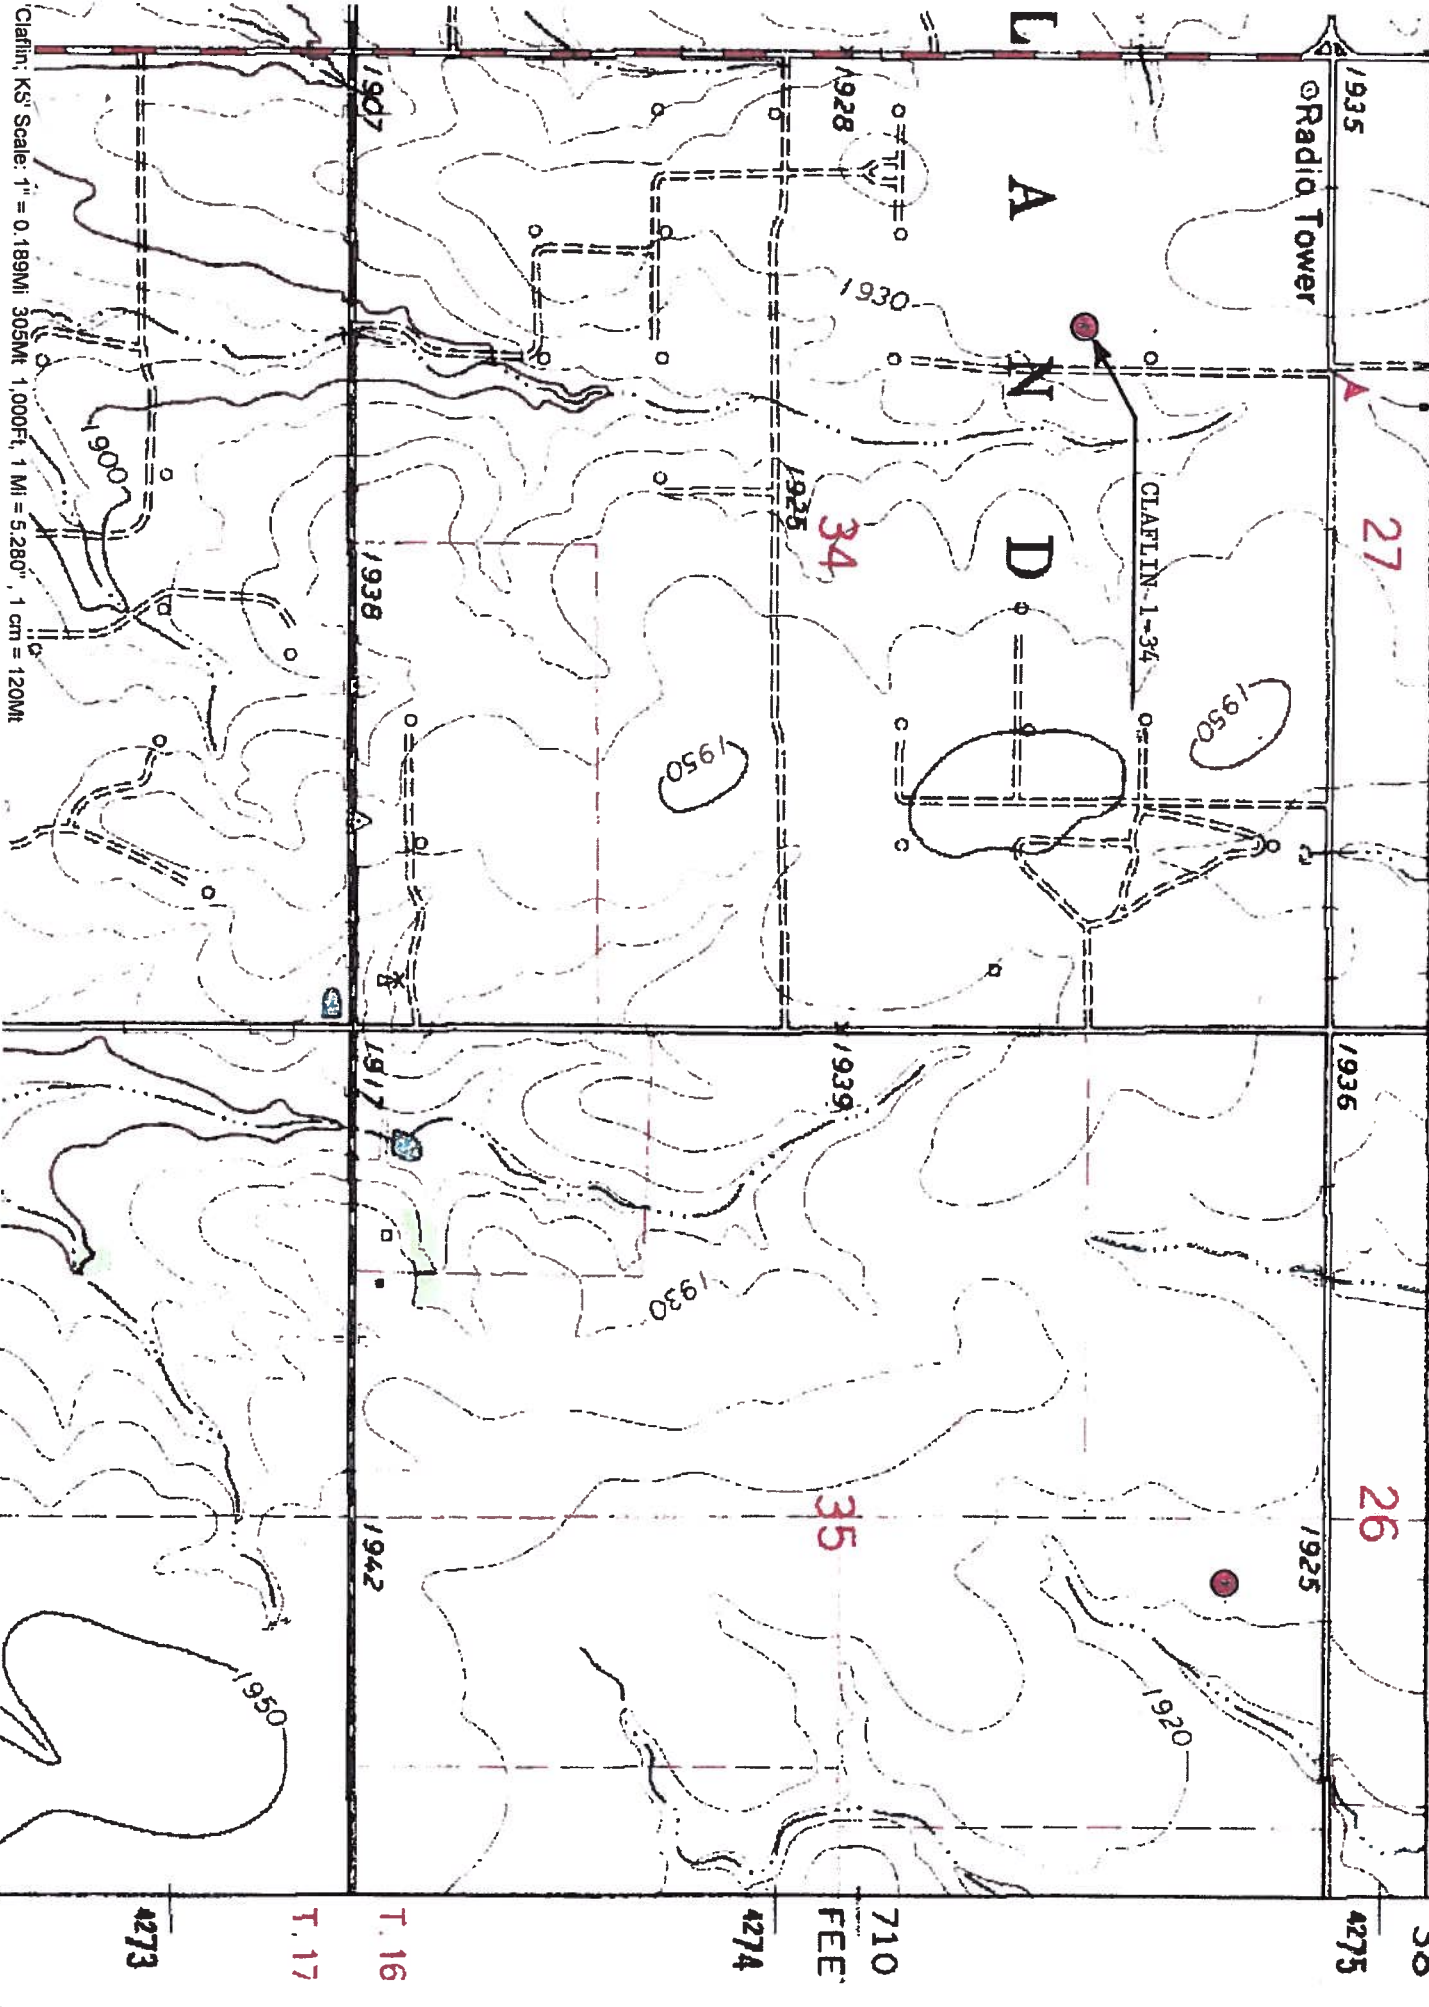 1935
Radio Tower
27
1936
26
1925
1950
CLAFLIN-1-34
1920
L
A
N
D
1928
1930
34
1925
1939
35
1950
1930
1907
1938
1917
1942
1900
1950
4275
710
FEE
4274
T.16
T.17
4273
'Claflin; KS' Scale: 1" = 0.189Mi 305Mt 1,000Ft, 1 Mi = 5.280", 1 cm = 120Mt